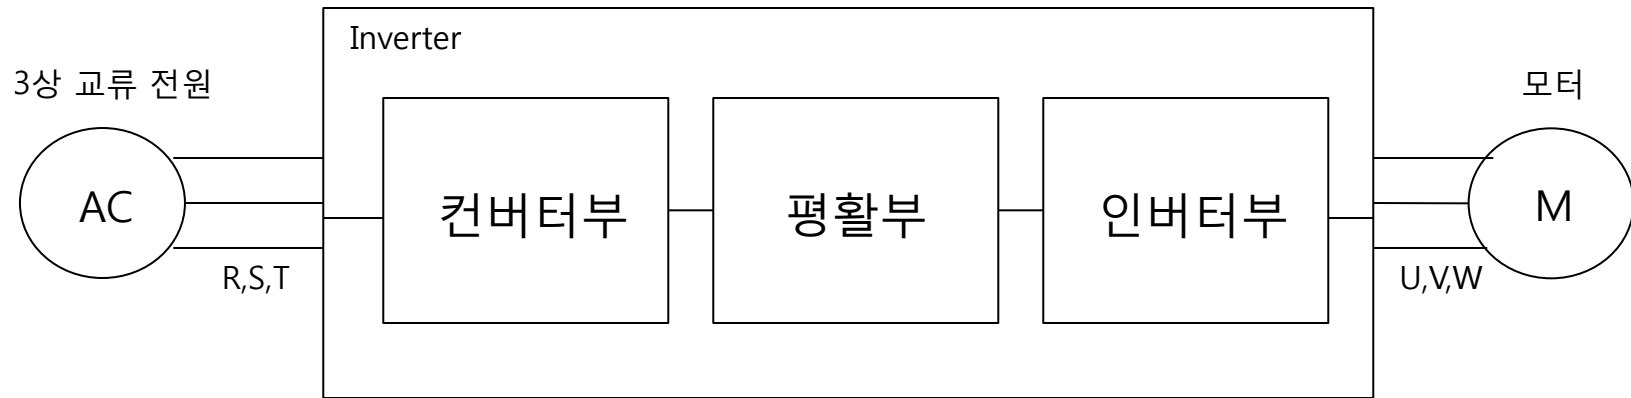 Inverter
3상 교류 전원
모터
AC
컨버터부
평활부
인버터부
M
R,S,T
U,V,W